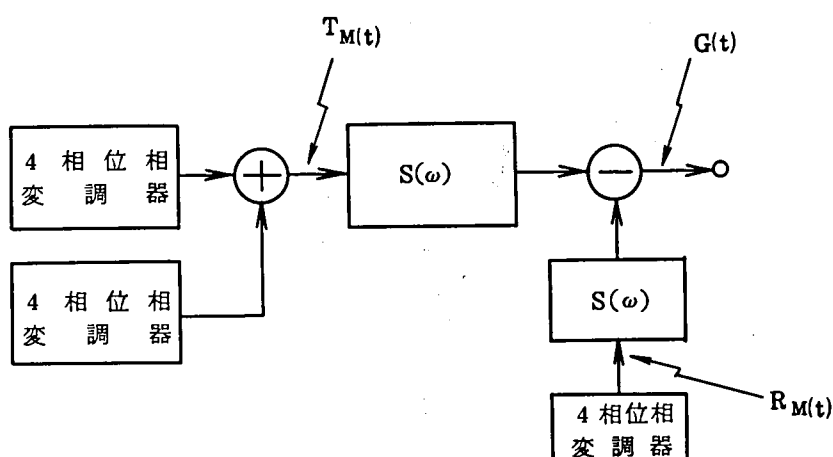 T_M(t)
G(t)
4 相 位 相
変 調 器
S(ω)
4 相 位 相
変 調 器
S(ω)
R_M(t)
4 相位相
変 調 器